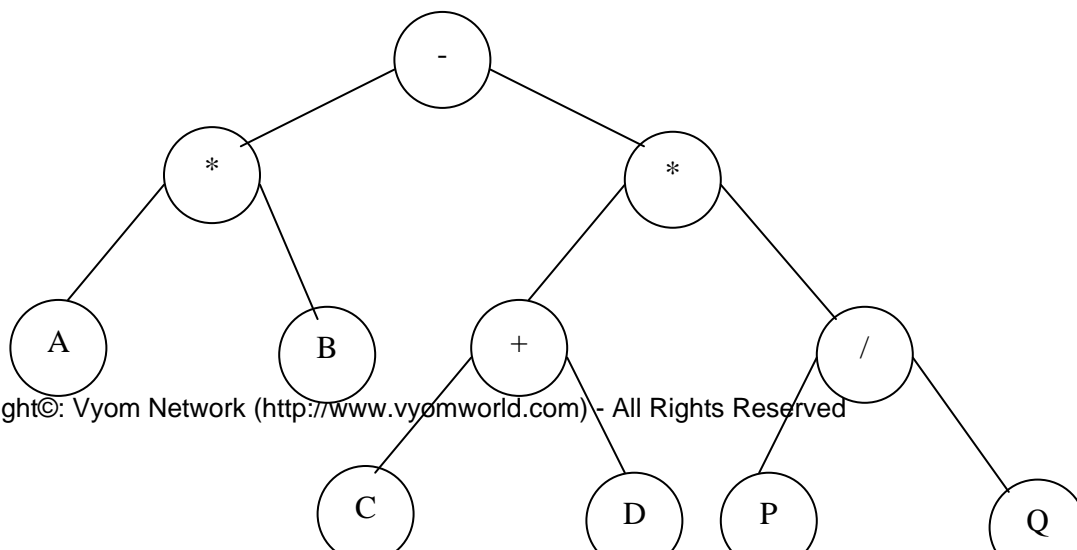 -
* *
A B + /
ght©: Vyom Network (http://www.vyomworld.com) - All Rights Reserved
C D P Q